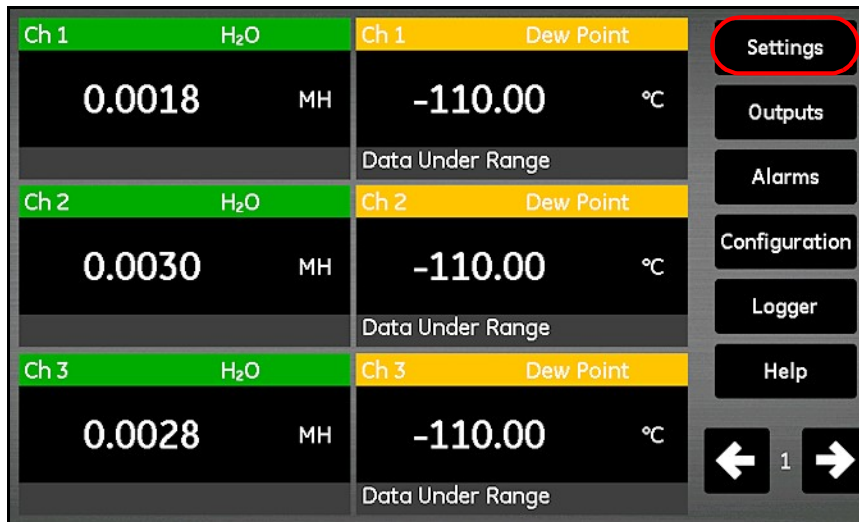 Ch 1 H₂O
0.0018 MH
Ch 1 Dew Point
-110.00 °C
Data Under Range
Ch 2 H₂O
0.0030 MH
Ch 2 Dew Point
-110.00 °C
Data Under Range
Ch 3 H₂O
0.0028 MH
Ch 3 Dew Point
-110.00 °C
Data Under Range
Settings
Outputs
Alarms
Configuration
Logger
Help
1